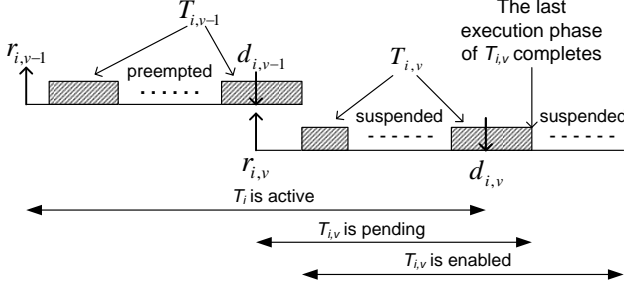 T_{i,v-1}
The last
execution phase
of T_{i,v} completes
r_{i,v-1}
preempted
d_{i,v-1}
T_{i,v}
suspended
suspended
r_{i,v}
d_{i,v}
T_i is active
T_{i,v} is pending
T_{i,v} is enabled